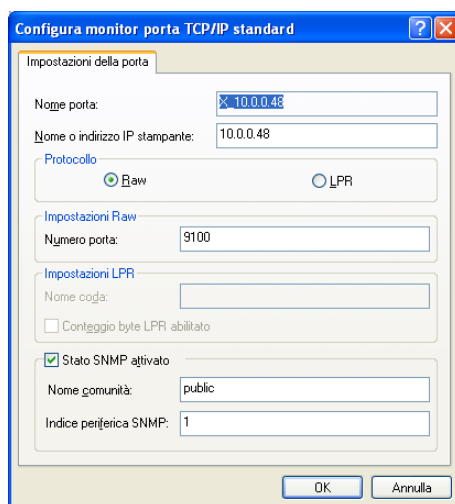 Configura monitor porta TCP/IP standard
Impostazioni della porta
Nome porta: X_10.0.0.48
Nome o indirizzo IP stampante: 10.0.0.48
Protocollo
Raw LPR
Impostazioni Raw
Numero porta: 9100
Impostazioni LPR
Nome coda:
Conteggio byte LPR abilitato
Stato SNMP attivato
Nome comunità: public
Indice periferica SNMP: 1
OK Annulla